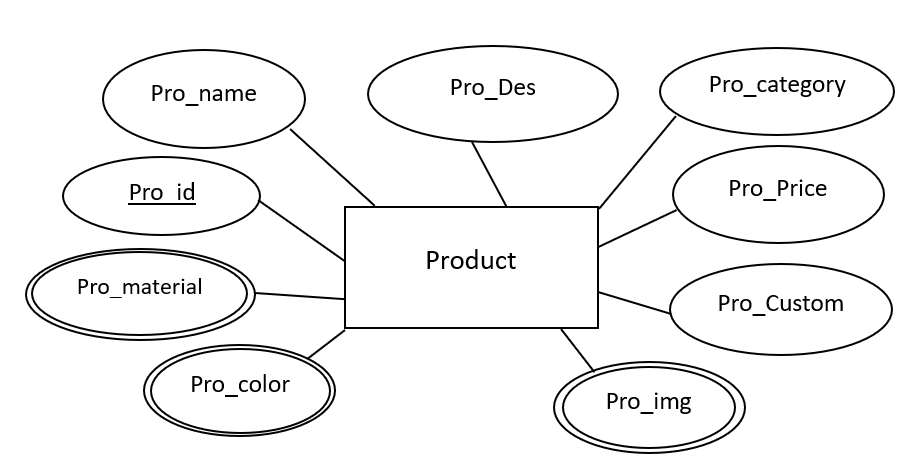 Pro_name
Pro_Des
Pro_category
Pro_id
Pro_Price
Product
Pro_material
Pro_Custom
Pro_color
Pro_img